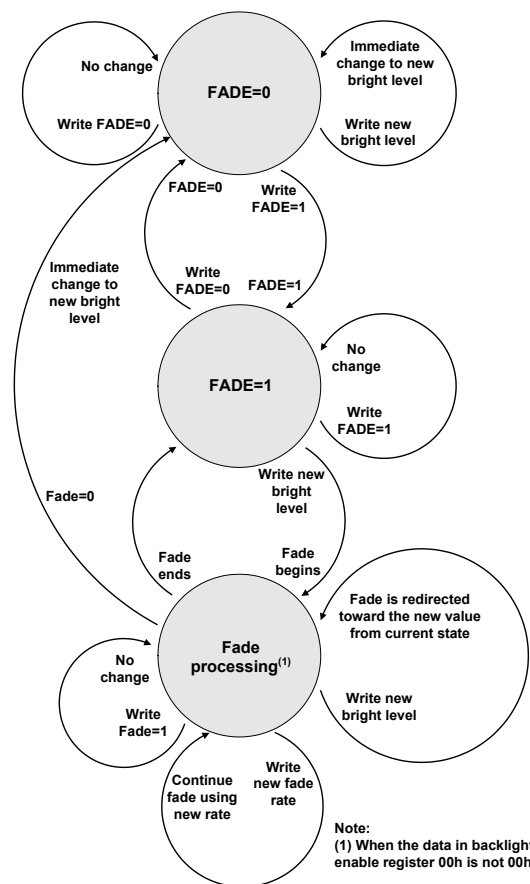 No change
Write FADE=0
FADE=0
Immediate
change to new
bright level
Write new
bright level
FADE=0
Write
FADE=1
Immediate
change to
new bright
level
Write
FADE=0
FADE=1
FADE=1
No
change
Write
FADE=1
Fade=0
Write new
bright
level
Fade
ends
Fade
begins
Fade is redirected
toward the new value
from current state
Fade
processing(1)
No
change
Write
Fade=1
Write new
bright level
Continue
fade using
new rate
Write
new fade
rate
Note:
(1) When the data in backlight
enable register 00h is not 00h